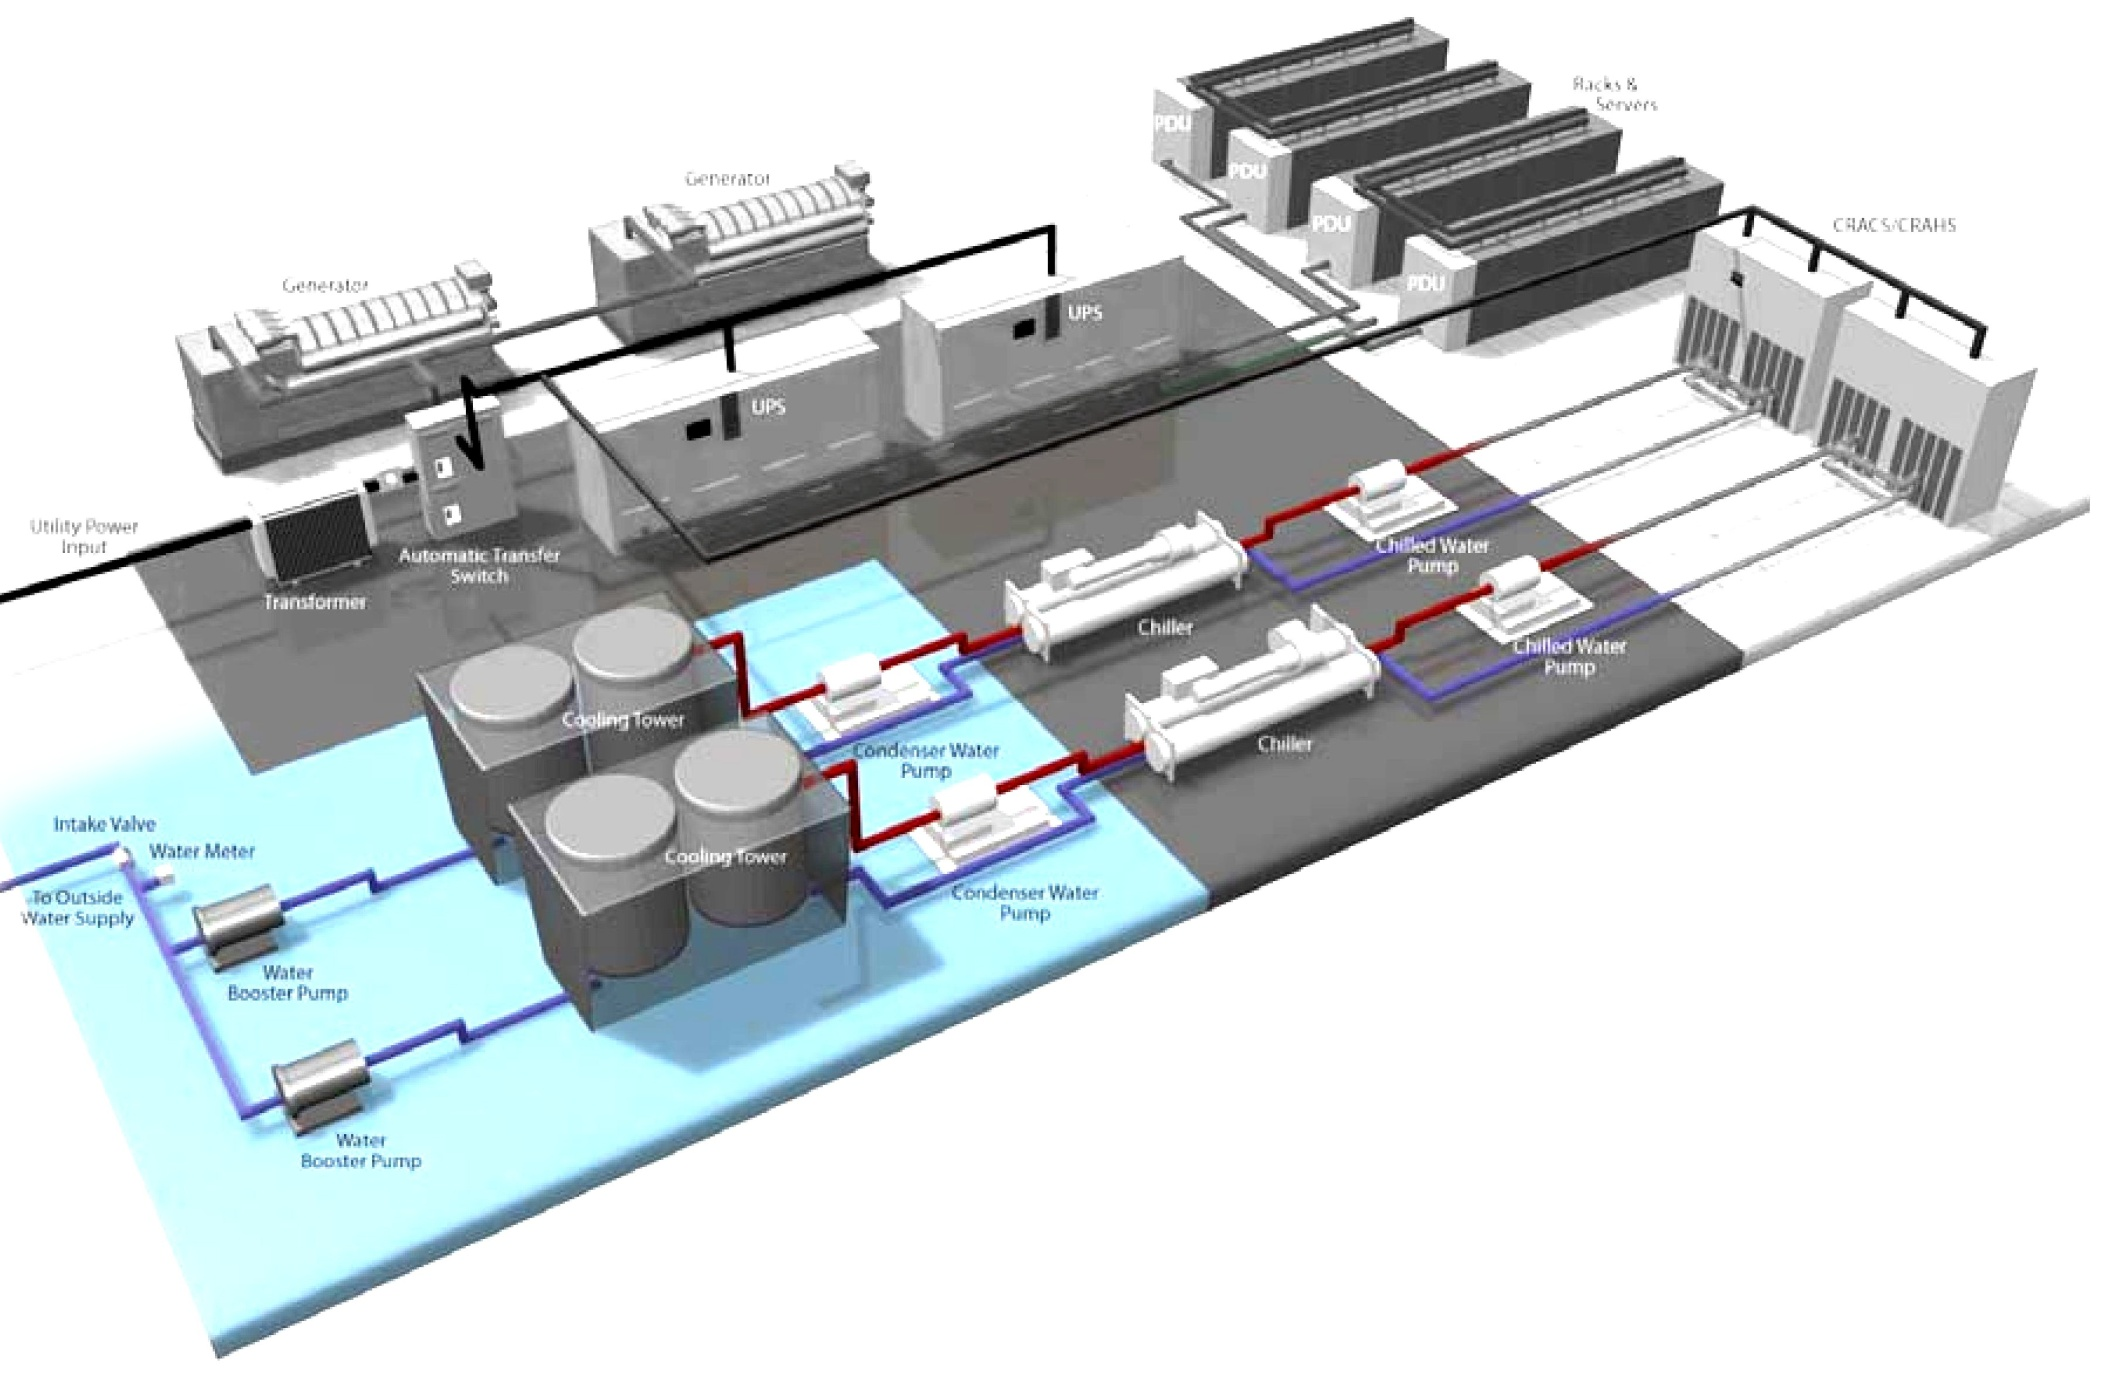 Racks &
Servers
PDU
PDU
PDU
PDU
CRACS/CRAHS
Generator
Generator
UPS
UPS
Utility Power
Input
Automatic Transfer
Switch
Transformer
Chilled Water
Pump
Chiller
Chilled Water
Pump
Cooling Tower
Condenser Water
Pump
Chiller
Intake Valve
Water Meter
Cooling Tower
To Outside
Water Supply
Condenser Water
Pump
Water
Booster Pump
Water
Booster Pump